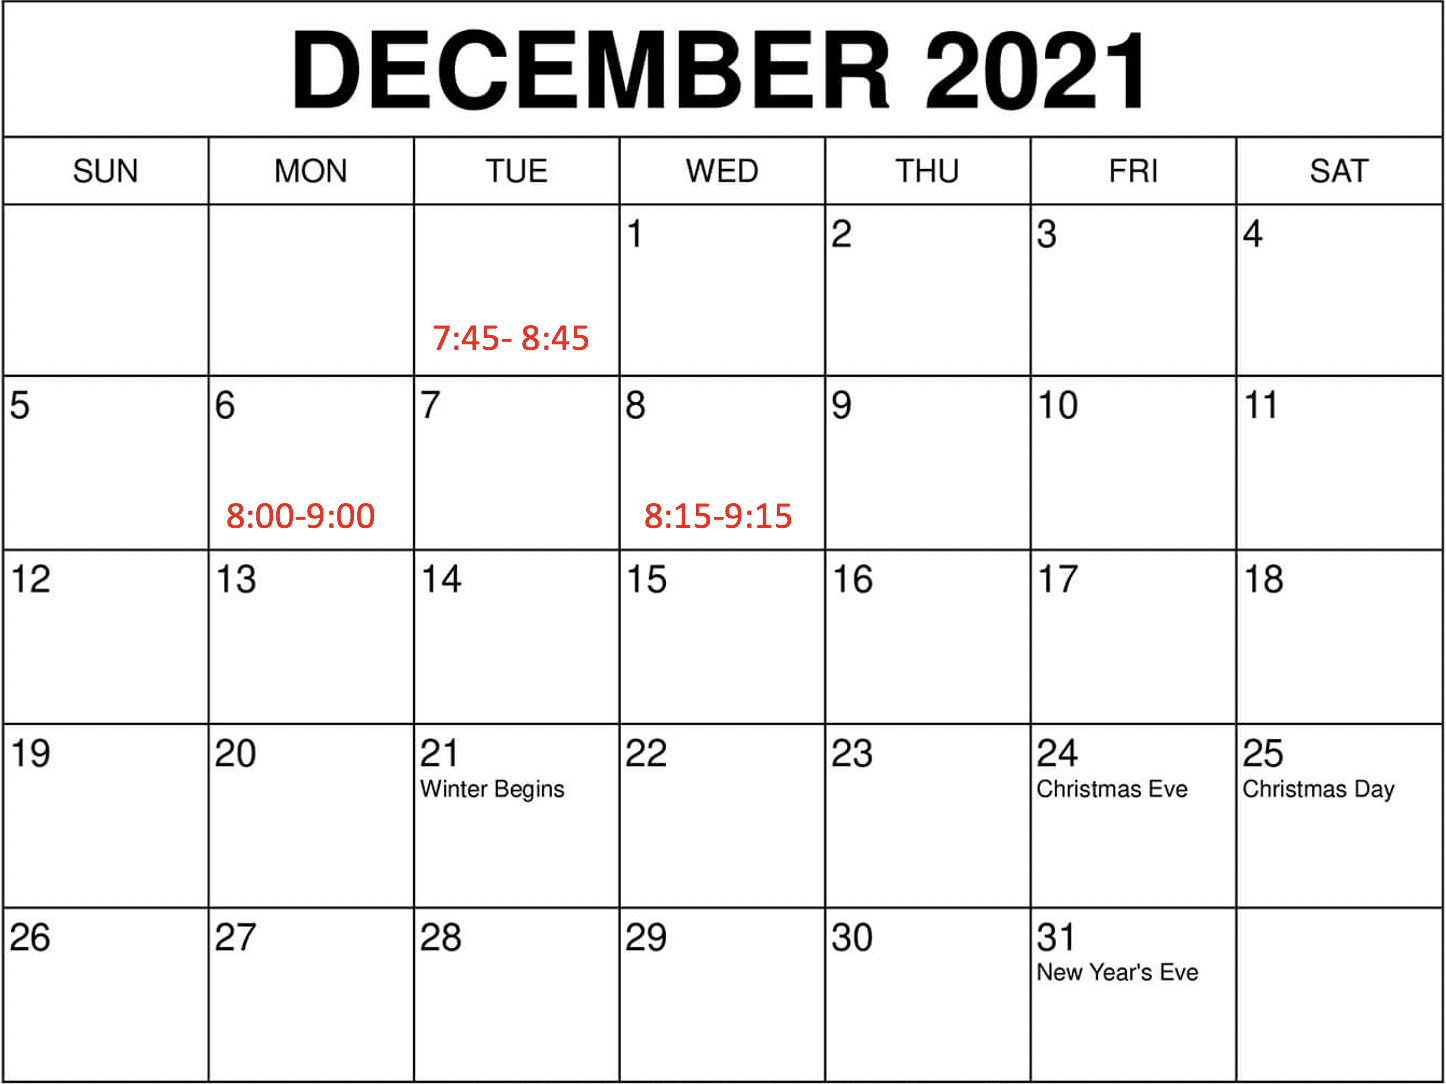 DECEMBER 2021
SUN MON TUE WED THU FRI SAT
1 2 3 4
7:45- 8:45
5 6 7 8 9 10 11
8:00-9:00 8:15-9:15
12 13 14 15 16 17 18
19 20 21 22 23 24 25
Winter Begins Christmas Eve Christmas Day
26 27 28 29 30 31
New Year's Eve